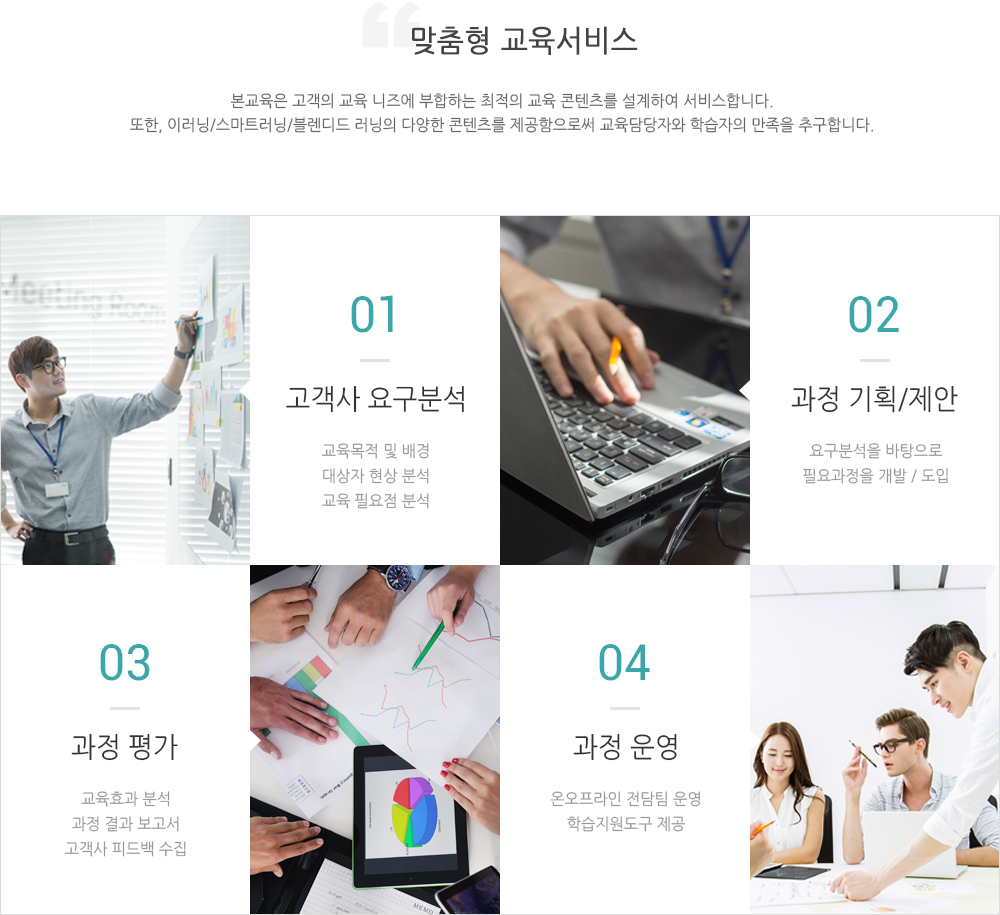 맞춤형 교육서비스
본교육은 고객의 교육 니즈에 부합하는 최적의 교육 콘텐츠를 설계하여 서비스합니다.
또한, 이러닝/스마트러닝/블렌디드 러닝의 다양한 콘텐츠를 제공함으로써 교육담당자와 학습자의 만족을 추구합니다.
Meeting Room
01
고객사 요구분석
교육목적 및 배경
대상자 현상 분석
교육 필요점 분석
02
과정 기획/제안
요구분석을 바탕으로
필요과정을 개발 / 도입
03
과정 평가
교육효과 분석
과정 결과 보고서
고객사 피드백 수집
MEMO
04
과정 운영
온오프라인 전담팀 운영
학습지원도구 제공